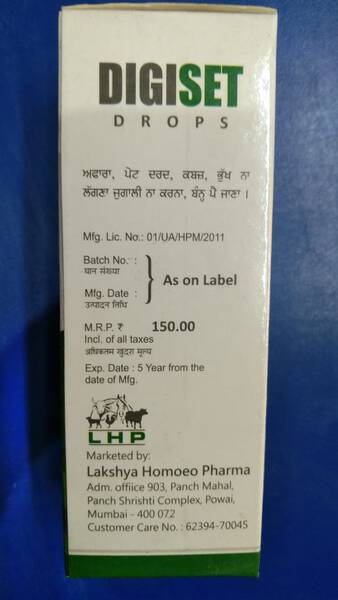 DIGISET
DROPS
ਅਫਾਰਾ, ਪੇਟ ਦਰਦ, ਕਬਜ਼, ਭੁੱਖ ਨਾ
ਲੱਗਣਾ ਜੁਗਾਲੀ ਨਾ ਕਰਨਾ, ਬੰਨ੍ਹ ਪੈ ਜਾਣਾ ।
Mfg. Lic. No.: 01/UA/HPM/2011
Batch No. :
घान संख्या
As on Label
Mfg. Date :
उत्पादन तिथि
M.R.P. ₹ 150.00
Incl. of all taxes
अधिकतम खुदरा मूल्य
Exp. Date : 5 Year from the
date of Mfg.
LHP
Marketed by:
Lakshya Homoeo Pharma
Adm. offiice 903, Panch Mahal,
Panch Shrishti Complex, Powai,
Mumbai - 400 072
Customer Care No. : 62394-70045